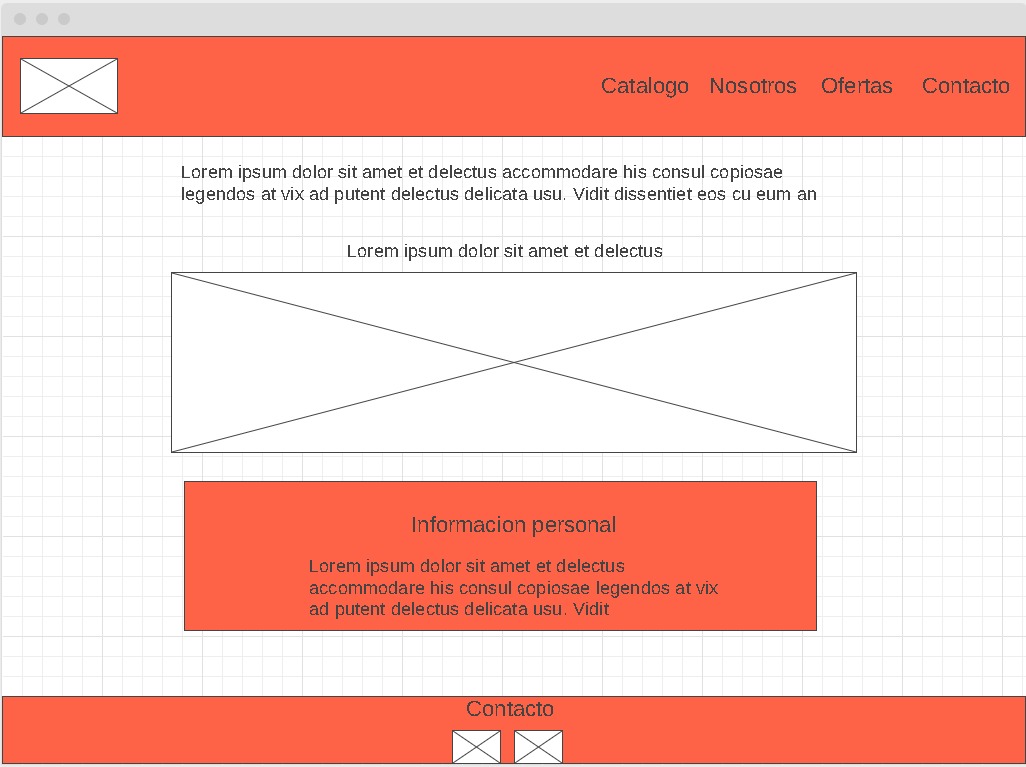 Catalogo Nosotros Ofertas Contacto
Lorem ipsum dolor sit amet et delectus accommodare his consul copiosae
legendos at vix ad putent delectus delicata usu. Vidit dissentiet eos cu eum an
Lorem ipsum dolor sit amet et delectus
Informacion personal
Lorem ipsum dolor sit amet et delectus
accommodare his consul copiosae legendos at vix
ad putent delectus delicata usu. Vidit
Contacto